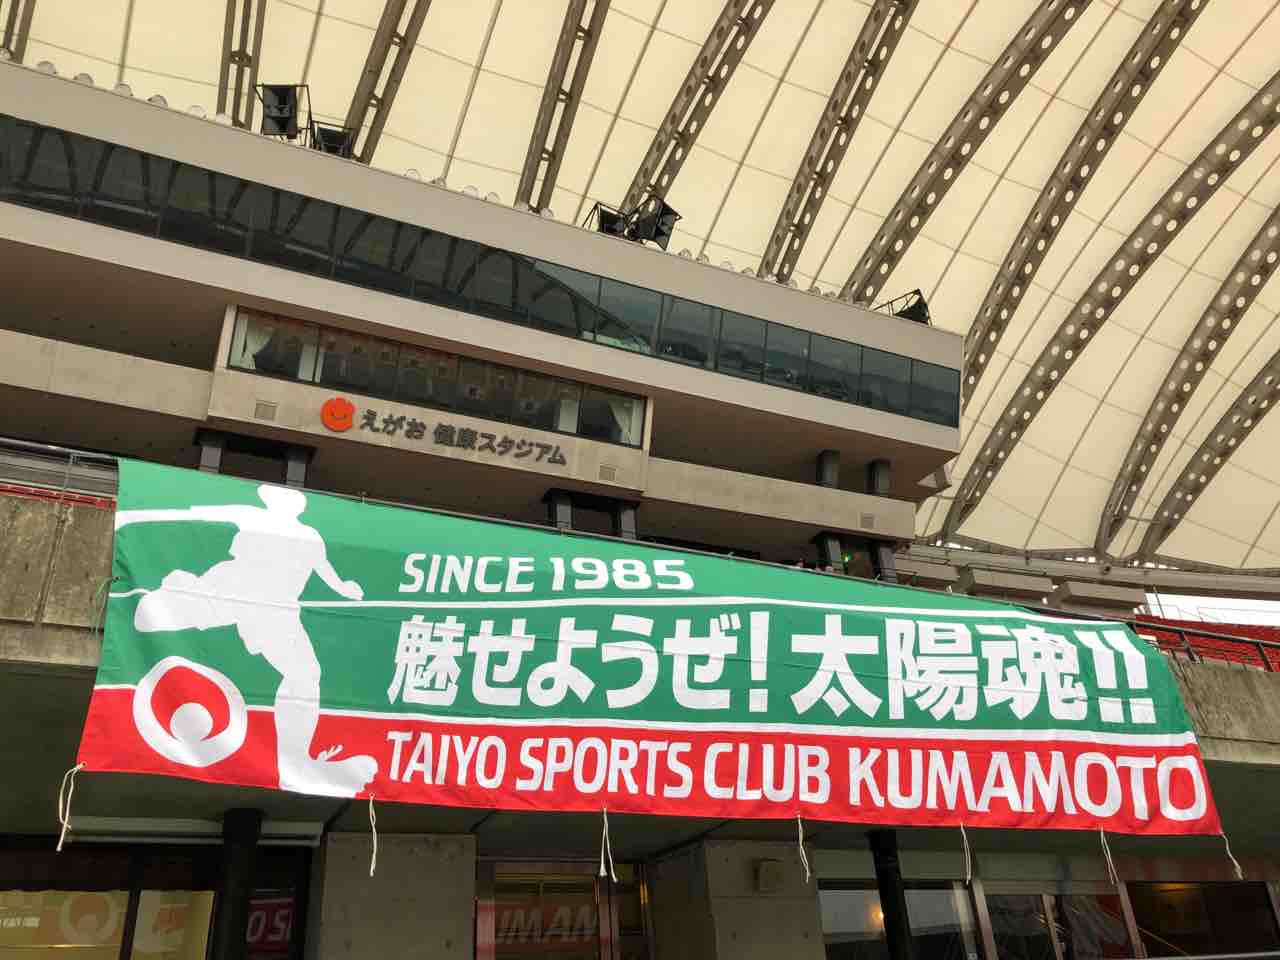 えがお 健康スタジアム
SINCE 1985
魅せようぜ!太陽魂!!
TAIYO SPORTS CLUB KUMAMOTO
KUMAM